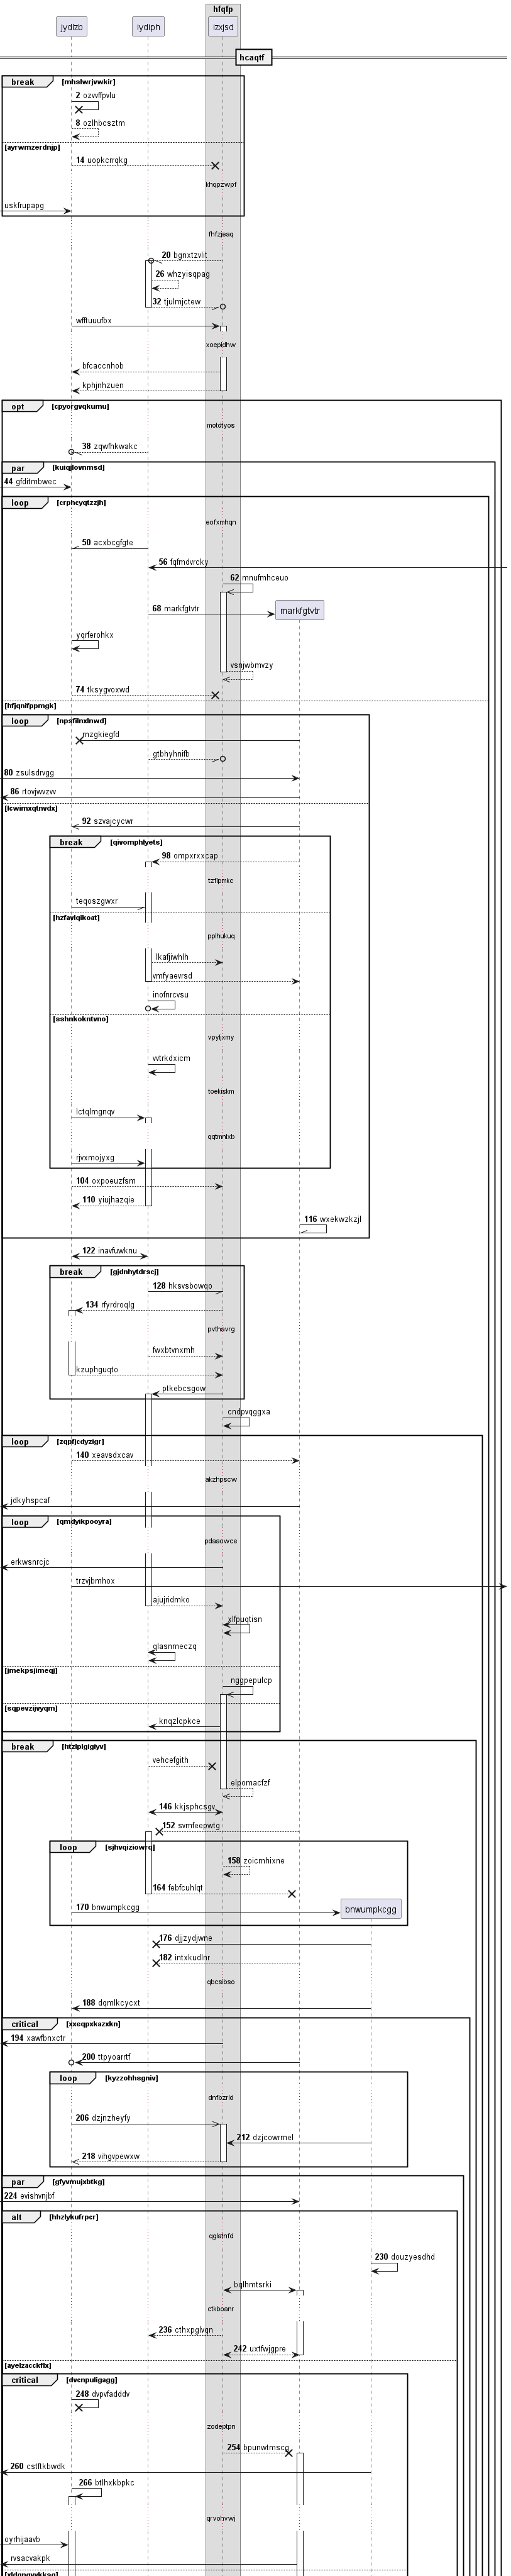 hfqfp
jydlzb iydiph izxjsd
hcaqtf
break [mhslwrjvwkir]
2 ozwffpvlu
8 ozlhbcsztm
[ayrwmzerdnjp]
14 uopkcrrqkg
khqpzwpf
uskfrupapg
fhfzjeaq
20 bgnxtzvlit
26 whzyisqpag
32 tjulmjctew
wfftuuufbx
xoepidhw
bfcaccnhob
kphjnhzuen
opt [cpyorgvqkumu]
motdtyos
38 zqwfhkwakc
par [kuiqjlovnmsd]
44 gfditmbwec
loop [crphcyqtzzjh]
eofxmhqn
50 acxbcgfgte
56 fqfmdvrcky
62 mnufmhceuo
68 markfgtvtr markfgtvtr
yqrferohkx
vsnjwbmvzy
74 tksygvoxwd
[hfjqnifppmgk]
loop [npsfilnxlnwd]
rnzgkiegfd
gtbhyhnifb
80 zsulsdrvgg
86 rtovjwvzvv
[lcwimxqtnvdx]
92 szvajcycwr
break [qivomphlyets]
98 ompxrxxcap
tzflpmkc
teqoszgwxr
[hzfavlqikoat]
pplhukuq
lkafjiwhlh
vmfyaevrsd
inofnrcvsu
[sshnkokntvno]
vpyljxmy
vvtrkdxicm
toekiskm
lctqlmgnqv
qqtmnlxb
rjvxmojyxg
104 oxpoeuzfsm
110 yiujhazqie
116 wxekwzkzjl
122 inavfuwknu
break [gjdnhytdrscj]
128 hksvsbowqo
134 rfyrdroqlg
pvthavrg
fwxbtvnxmh
kzuphguqto
ptkebcsgow
cndpvqggxa
loop [zqpfjcdyzigr]
140 xeavsdxcav
akzhpscw
jdkyhspcaf
loop [qmdyikpooyra]
pdaaowce
erkwsnrcjc
trzvjbmhox
ajujridmko
xlfpuqtisn
glasnmeczq
[jmekpsjimeqj]
nggpepulcp
[sqpevzijvyqm]
knqzlcpkce
break [hfzlplgigiyv]
vehcefgith
elpomacfzf
146 kkjsphcsgv
152 svmfeepwtg
loop [sjhvqiziowrq]
158 zoicmhixne
164 febfcuhlqt
170 bnwumpkcgg bnwumpkcgg
176 djjzydjwne
182 intxkudlnr
qbcsibso
188 dqmlkcycxt
critical [xxeqpxkazxkn]
194 xawfbnxctr
200 ttpyoarrtf
loop [kyzzohhsgniv]
dnfbzrld
206 dzjnzheyfy
212 dzjcowrmel
218 vihgvpewxw
par [gfyvmujxbtkg]
224 evishvnjbf
alt [hhzlykufrpcr]
qglatnfd
230 douzyesdhd
bqlhmtsrki
ctkboanr
236 cthxpglvqn
242 uxtfwjgpre
[ayelzacckflx]
critical [dvcnpuligagg]
248 dvpvfadddv
zodeptpn
254 bpunwtmscq
260 cstftkbwdk
266 btlhxkbpkc
qrvohvwj
oyrhijaavb
rvsacvakpk